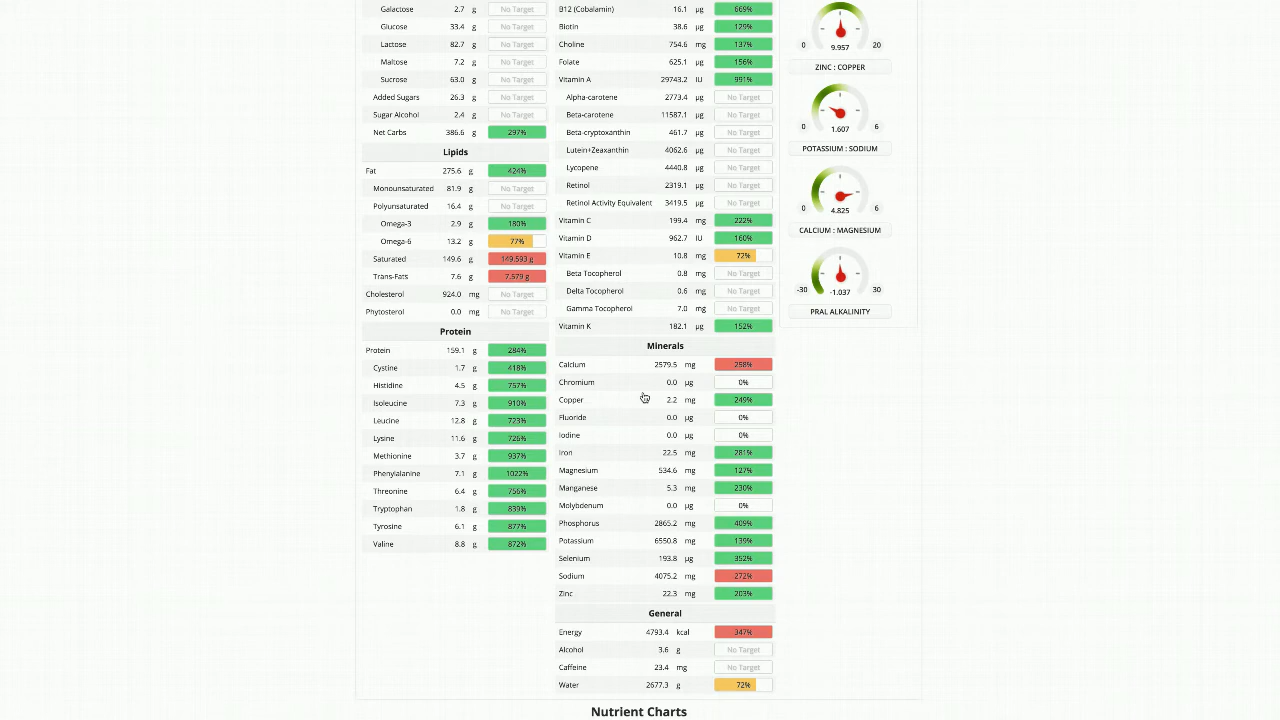 Galactose 2.7 g No Target
Glucose 33.4 g No Target
Lactose 82.7 g No Target
Maltose 7.2 g No Target
Sucrose 63.0 g No Target
Added Sugars 26.3 g No Target
Sugar Alcohol 2.4 g No Target
Net Carbs 386.6 g 297%
Lipids
Fat 275.6 g 424%
Monounsaturated 81.9 g No Target
Polyunsaturated 16.4 g No Target
Omega-3 2.9 g 180%
Omega-6 13.2 g 77%
Saturated 149.6 g 149.593 g
Trans-Fats 7.6 g 7.579 g
Cholesterol 924.0 mg No Target
Phytosterol 0.0 mg No Target
Protein
Protein 159.1 g 284%
Cystine 1.7 g 418%
Histidine 4.5 g 757%
Isoleucine 7.3 g 910%
Leucine 12.8 g 723%
Lysine 11.6 g 726%
Methionine 3.7 g 937%
Phenylalanine 7.1 g 1022%
Threonine 6.4 g 756%
Tryptophan 1.8 g 839%
Tyrosine 6.1 g 877%
Valine 8.8 g 872%
B12 (Cobalamin) 16.1 µg 669%
Biotin 38.6 µg 129%
Choline 754.6 mg 137%
Folate 625.1 µg 156%
Vitamin A 29743.2 IU 991%
Alpha-carotene 2773.4 µg No Target
Beta-carotene 11587.1 µg No Target
Beta-cryptoxanthin 461.7 µg No Target
Lutein+Zeaxanthin 4062.6 µg No Target
Lycopene 4440.8 µg No Target
Retinol 2319.1 µg No Target
Retinol Activity Equivalent 3419.5 µg No Target
Vitamin C 199.4 mg 222%
Vitamin D 962.7 IU 160%
Vitamin E 10.8 mg 72%
Beta Tocopherol 0.8 mg No Target
Delta Tocopherol 0.6 mg No Target
Gamma Tocopherol 7.0 mg No Target
Vitamin K 182.1 µg 152%
Minerals
Calcium 2579.5 mg 258%
Chromium 0.0 µg 0%
Copper 2.2 mg 249%
Fluoride 0.0 µg 0%
Iodine 0.0 µg 0%
Iron 22.5 mg 281%
Magnesium 534.6 mg 127%
Manganese 5.3 mg 230%
Molybdenum 0.0 µg 0%
Phosphorus 2865.2 mg 409%
Potassium 6550.8 mg 139%
Selenium 193.8 µg 352%
Sodium 4075.2 mg 272%
Zinc 22.3 mg 203%
General
Energy 4793.4 kcal 347%
Alcohol 3.6 g No Target
Caffeine 23.4 mg No Target
Water 2677.3 g 72%
0 9.957 20
ZINC : COPPER
0 1.607 6
POTASSIUM : SODIUM
0 4.825 6
CALCIUM : MAGNESIUM
-30 -1.037 30
PRAL ALKALINITY
Nutrient Charts